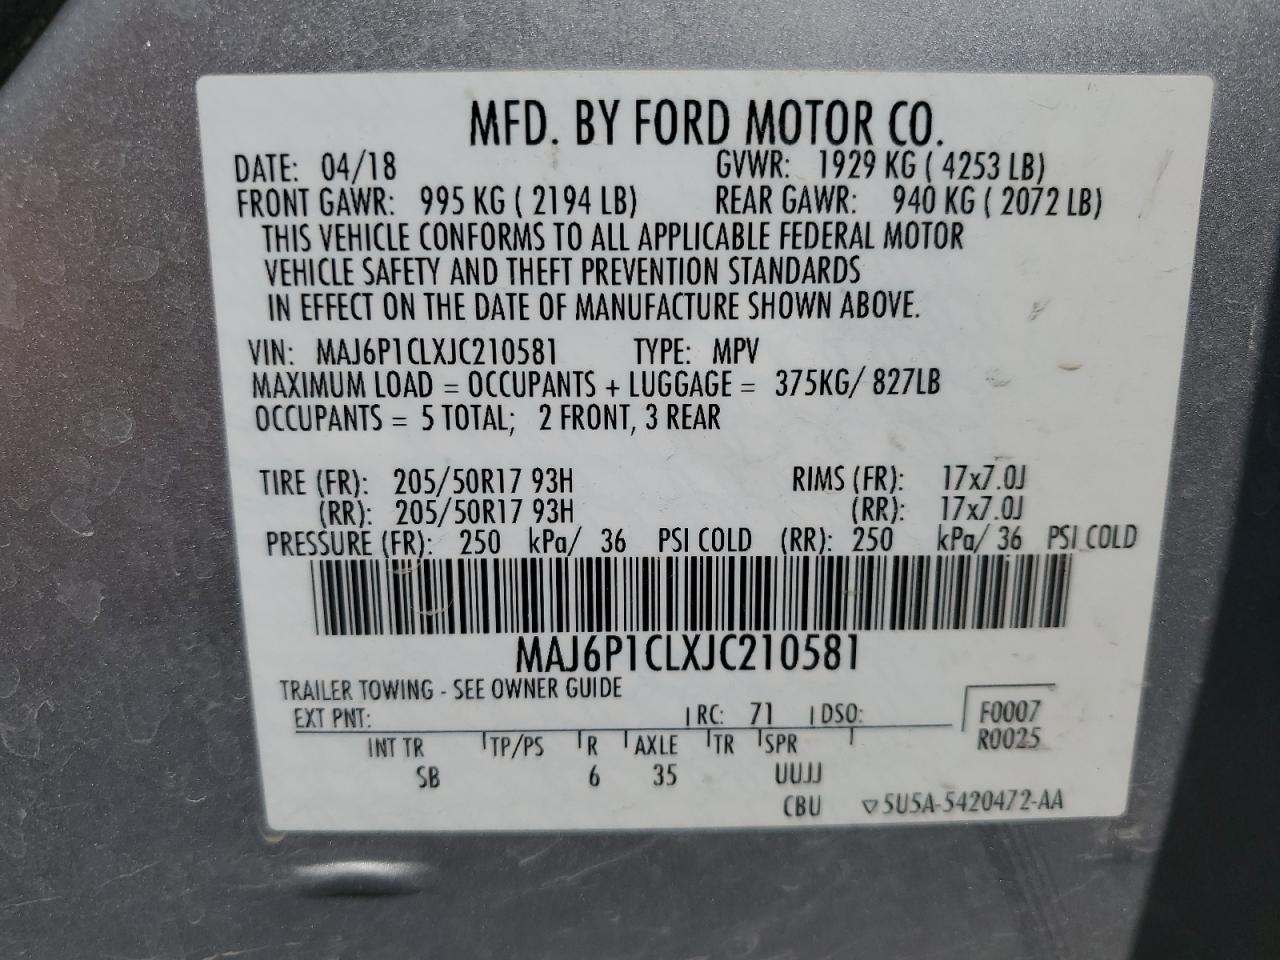 MFD. BY FORD MOTOR CO.
DATE: 04/18 GVWR: 1929 KG ( 4253 LB)
FRONT GAWR: 995 KG ( 2194 LB) REAR GAWR: 940 KG ( 2072 LB)
THIS VEHICLE CONFORMS TO ALL APPLICABLE FEDERAL MOTOR
VEHICLE SAFETY AND THEFT PREVENTION STANDARDS
IN EFFECT ON THE DATE OF MANUFACTURE SHOWN ABOVE.
VIN: MAJ6P1CLXJC210581 TYPE: MPV
MAXIMUM LOAD = OCCUPANTS + LUGGAGE = 375KG/ 827LB
OCCUPANTS = 5 TOTAL; 2 FRONT, 3 REAR
TIRE (FR): 205/50R17 93H RIMS (FR): 17x7.0J
(RR): 205/50R17 93H (RR): 17x7.0J
PRESSURE (FR): 250 kPa/ 36 PSI COLD (RR): 250 kPa/ 36 PSI COLD
MAJ6P1CLXJC210581
TRAILER TOWING - SEE OWNER GUIDE
EXT PNT: RC: 71 DSO: F0007
INT TR TP/PS R AXLE TR SPR R0025
SB 6 35 UUJJ
CBU ▽5U5A-5420472-AA